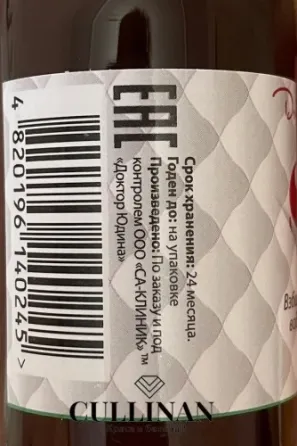 EAC
Срок хранения: 24 месяца.
Годен до: на упаковке
Произведено: По заказу и под
контролем ООО «СА-КЛИНИК» ™
«Доктор Юдина»
4 820196 140245 >
CULLINAN